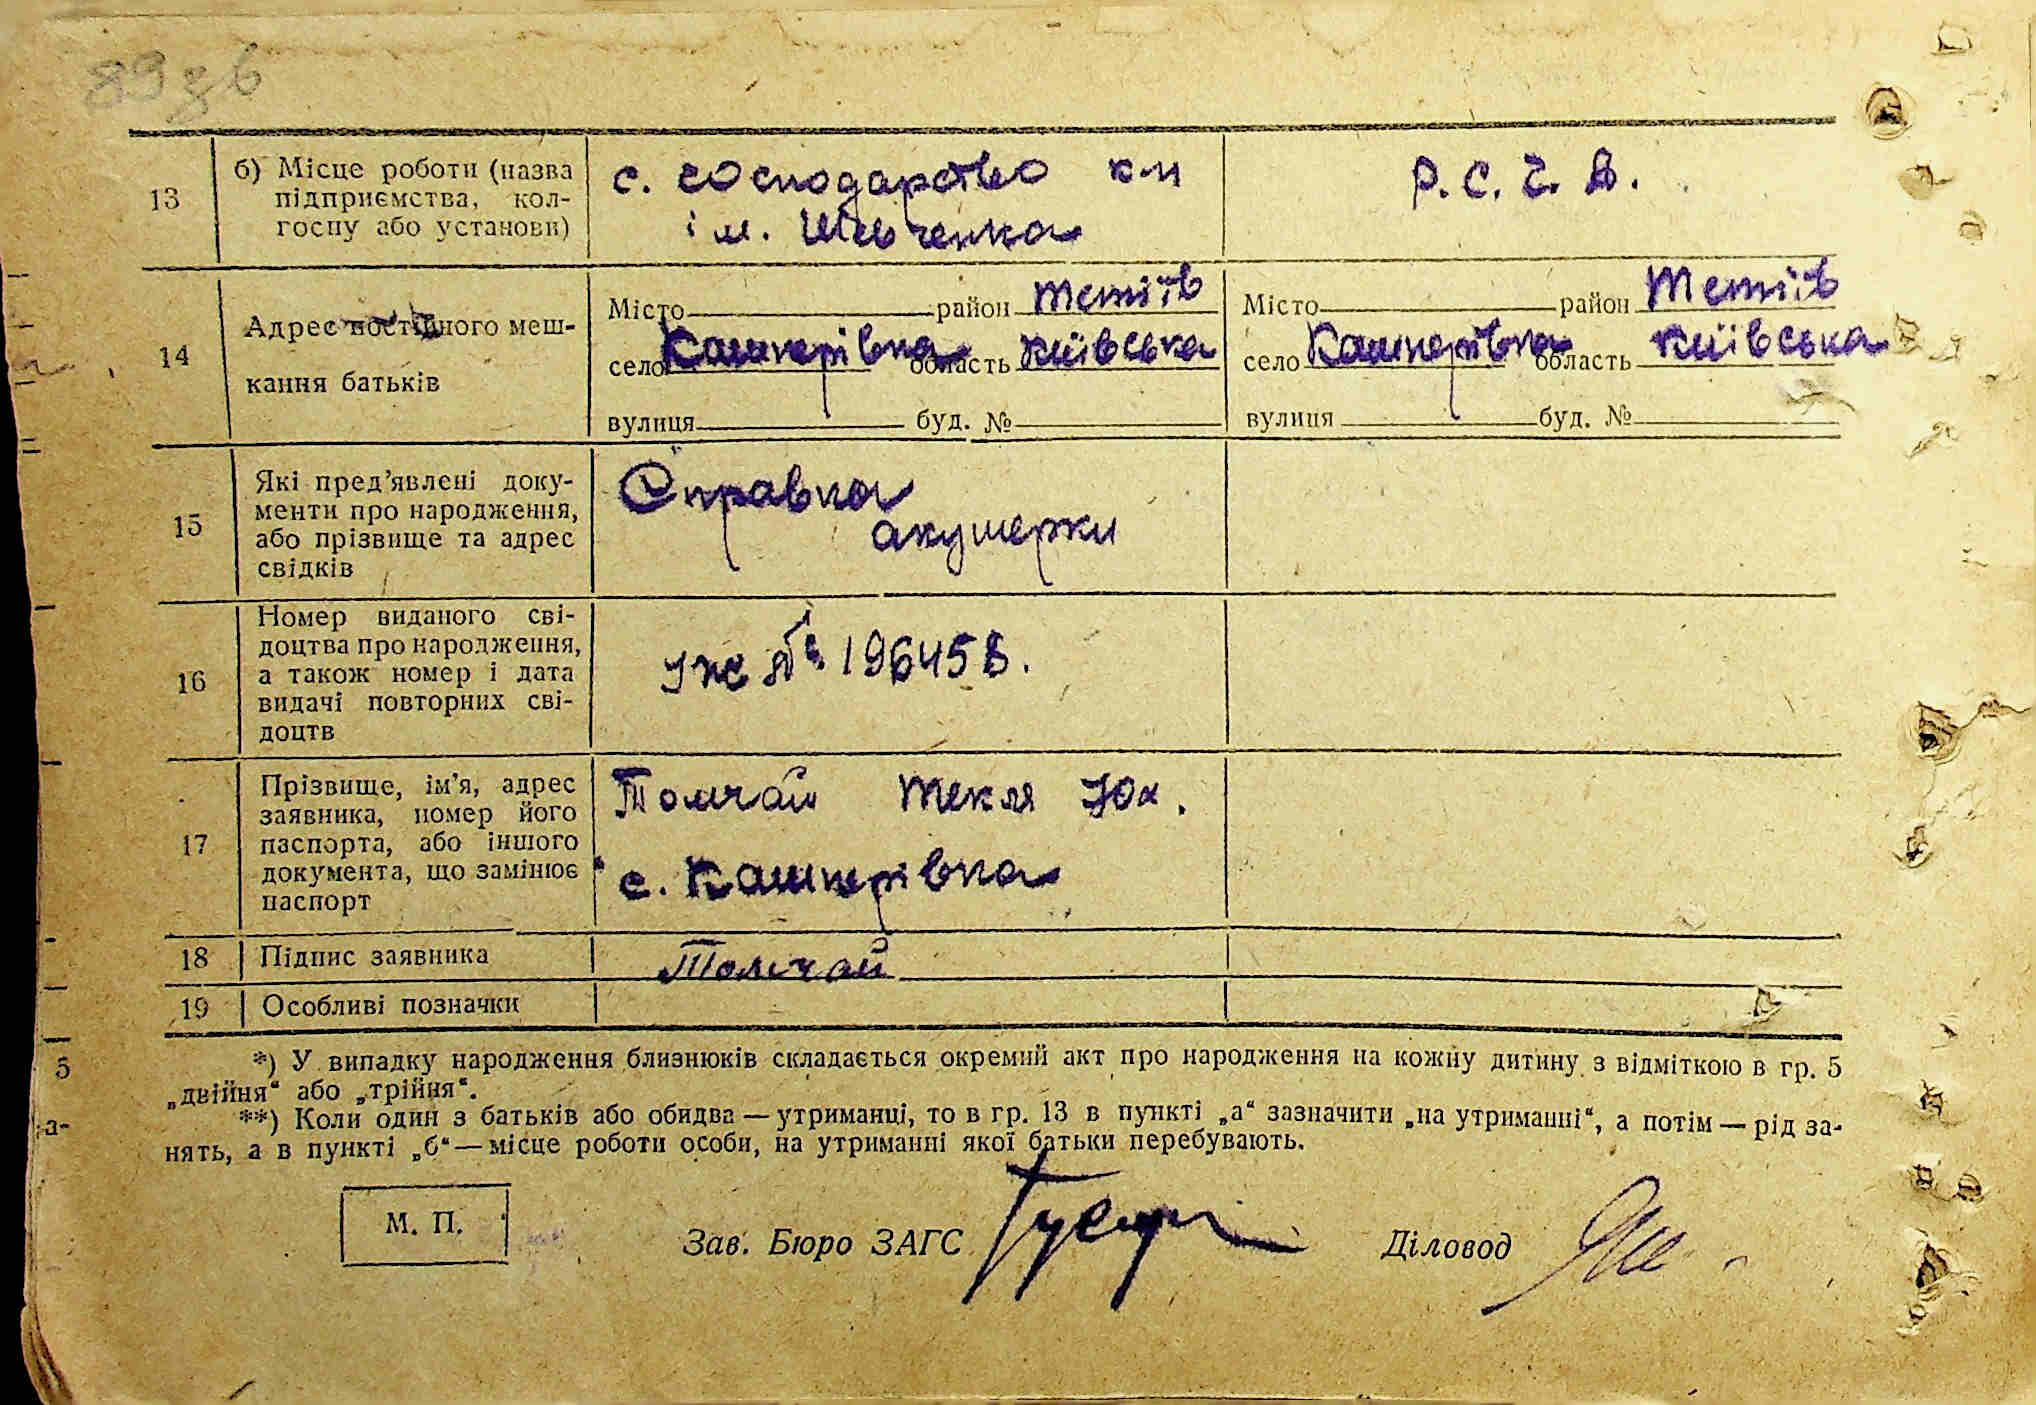 89 зв
13
б) Місце роботи (назва
підприємства, кол-
госпу або установи)
с. господарство к-п
ім. Шевченка
Р. С. Ч. А.
14
Адрес постійного меш-
кання батьків
Місто район Тетіїв
село Кашперівка область Київська
вулиця буд. №
Місто район Тетіїв
село Кашперівка область Київська
вулиця буд. №
15
Які пред’явлені доку-
менти про народження,
або прізвище та адрес
свідків
Справка
акушерки
16
Номер виданого сві-
доцтва про народження,
а також номер і дата
видачі повторних сві-
доцтв
УЖ № 196458.
17
Прізвище, ім’я, адрес
заявника, номер його
паспорта, або іншого
документа, що замінює
паспорт
Толчай Текля Юх.
с. Кашперівка
18
Підпис заявника
Толчай
19
Особливі позначки
*) У випадку народження близнюків складається окремий акт про народження на кожну дитину з відміткою в гр. 5
„двійня“ або „трійня“.
**) Коли один з батьків або обидва — утриманці, то в гр. 13 в пункті „а“ зазначити „на утриманні“, а потім — рід за-
нять, а в пункті „б“ — місце роботи особи, на утриманні якої батьки перебувають.
М. П.
Зав. Бюро ЗАГС
Діловод
5
а-